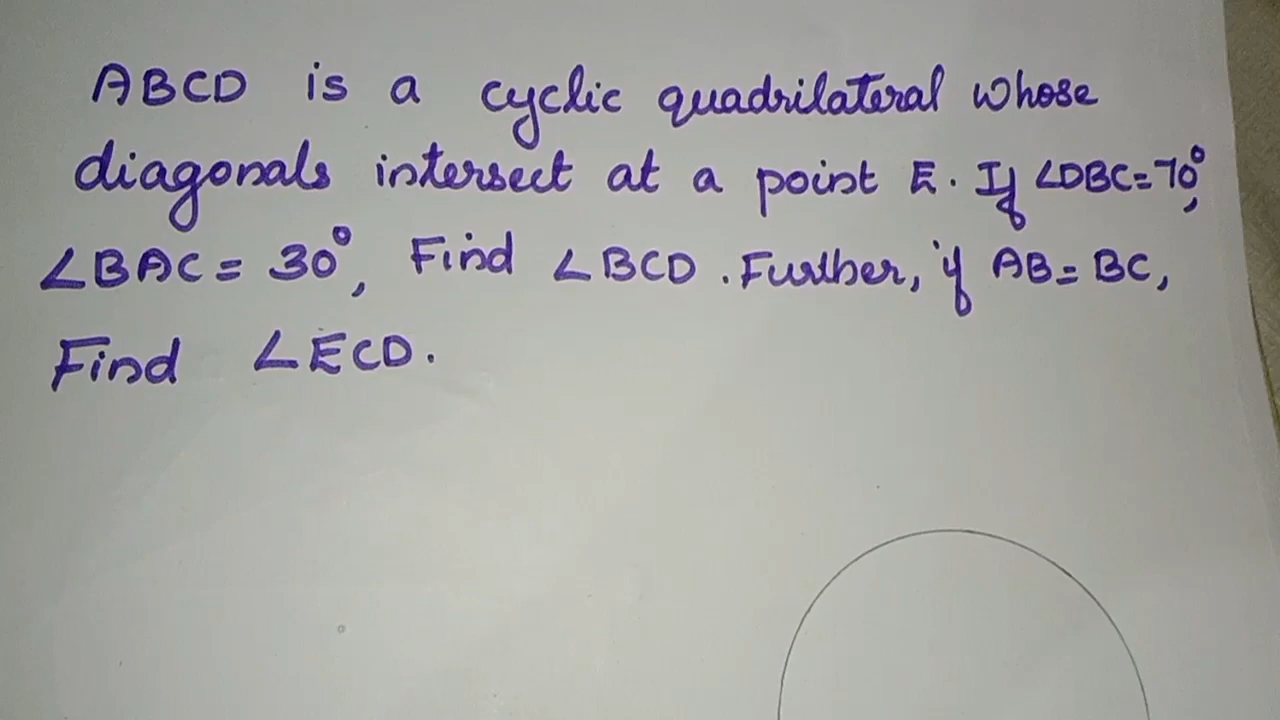 ABCD is a cyclic quadrilateral whose
diagonals intersect at a point E. If ∠DBC=70°,
∠BAC= 30°, Find ∠BCD. Further, if AB=BC,
Find ∠ECD.